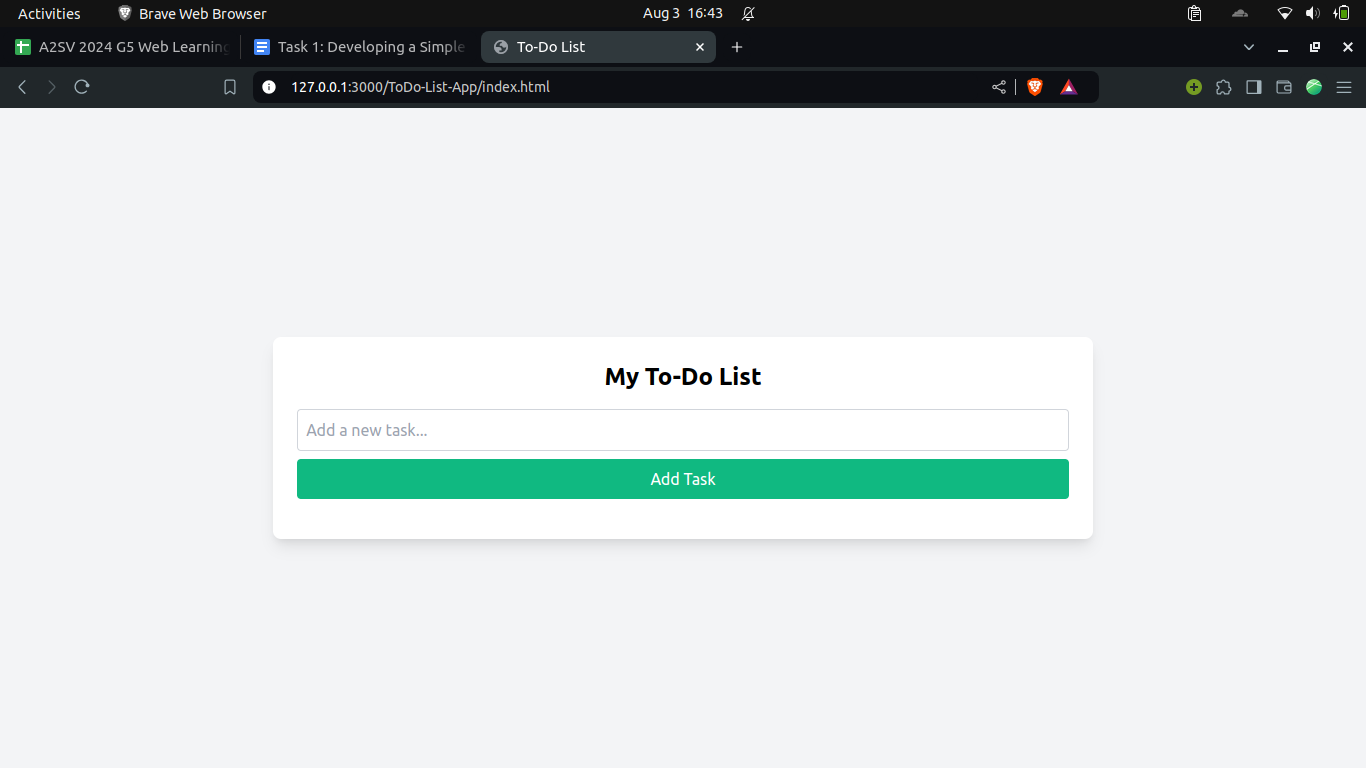 Activities Brave Web Browser Aug 3 16:43
A2SV 2024 G5 Web Learning Task 1: Developing a Simple To-Do List
127.0.0.1:3000/ToDo-List-App/index.html
My To-Do List
Add a new task...
Add Task